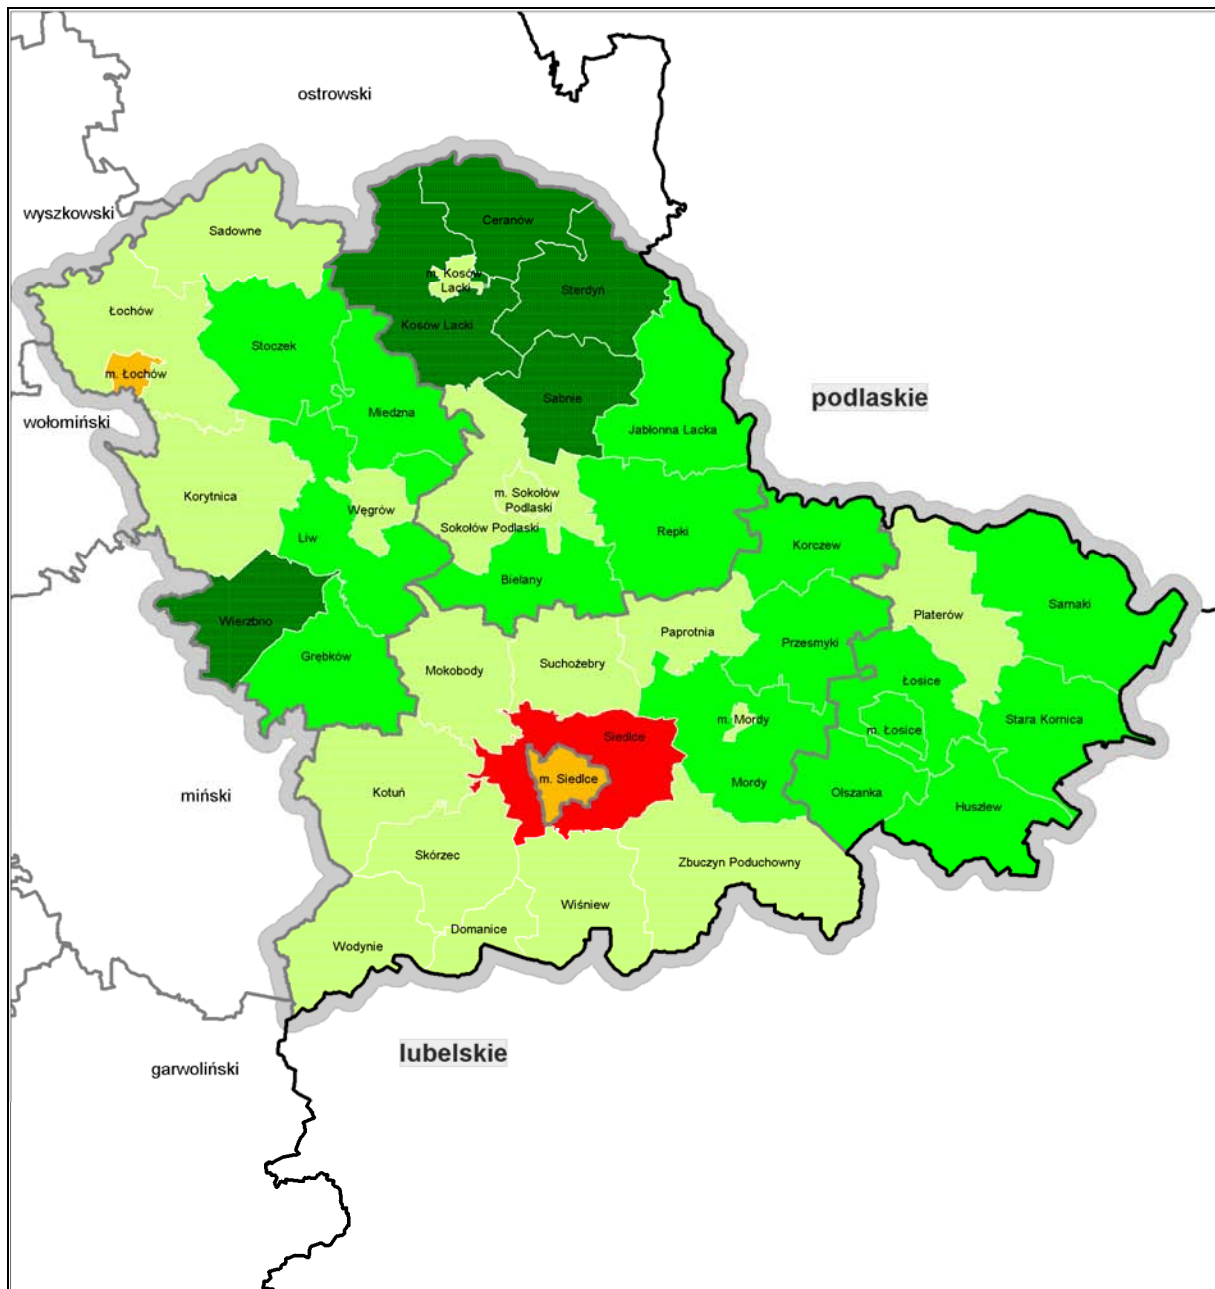 ostrowski
wyszkowski
Sadowne
Ceranów
m. Kosów
Lacki
Sterdyń
Łochów
Kosów Lacki
Stoczek
m. Łochów
Sabnie
podlaskie
Miedzna
wołomiński
Jabłonna Lacka
Korytnica
m. Sokołów
Podlaski
Węgrów
Sokołów Podlaski
Liw
Repki
Korczew
Bielany
Sarnaki
Platerów
Wierzbno
Paprotnia
Przesmyki
Grębków
Mokobody
Suchożebry
Łosice
m. Mordy
Stara Kornica
m. Łosice
Siedlce
m. Siedlce
Mordy
Kotuń
Olszanka
Huszlew
miński
Skórzec
Zbuczyn Poduchowny
Wiśniew
Domanice
Wodynie
lubelskie
garwoliński